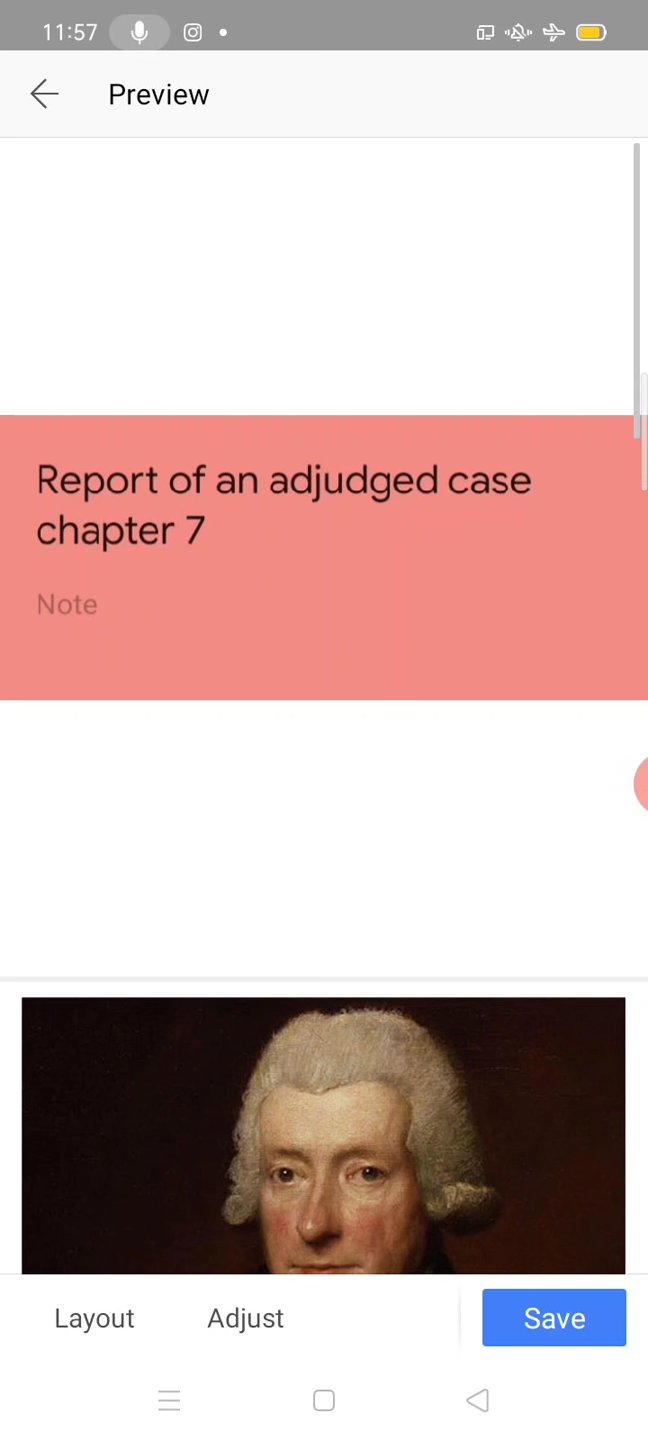 11:57
Preview
Report of an adjudged case
chapter 7
Note
Layout Adjust Save